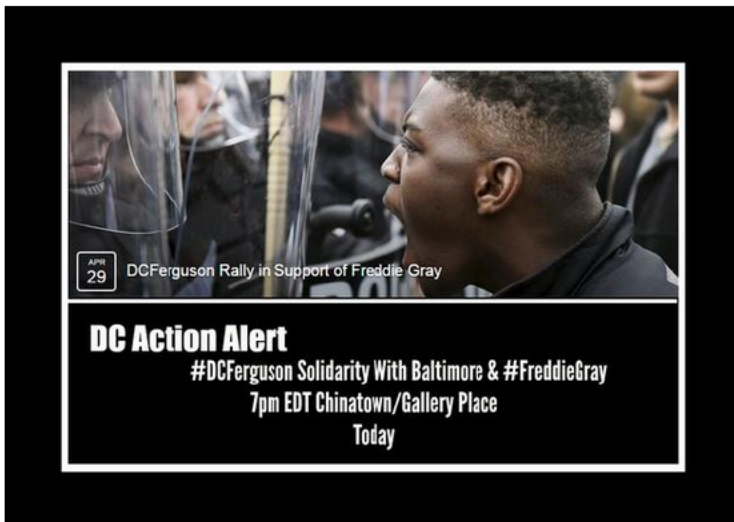 APR
29
DCFerguson Rally in Support of Freddie Gray
DC Action Alert
#DCFerguson Solidarity With Baltimore & #FreddieGray
7pm EDT Chinatown/Gallery Place
Today